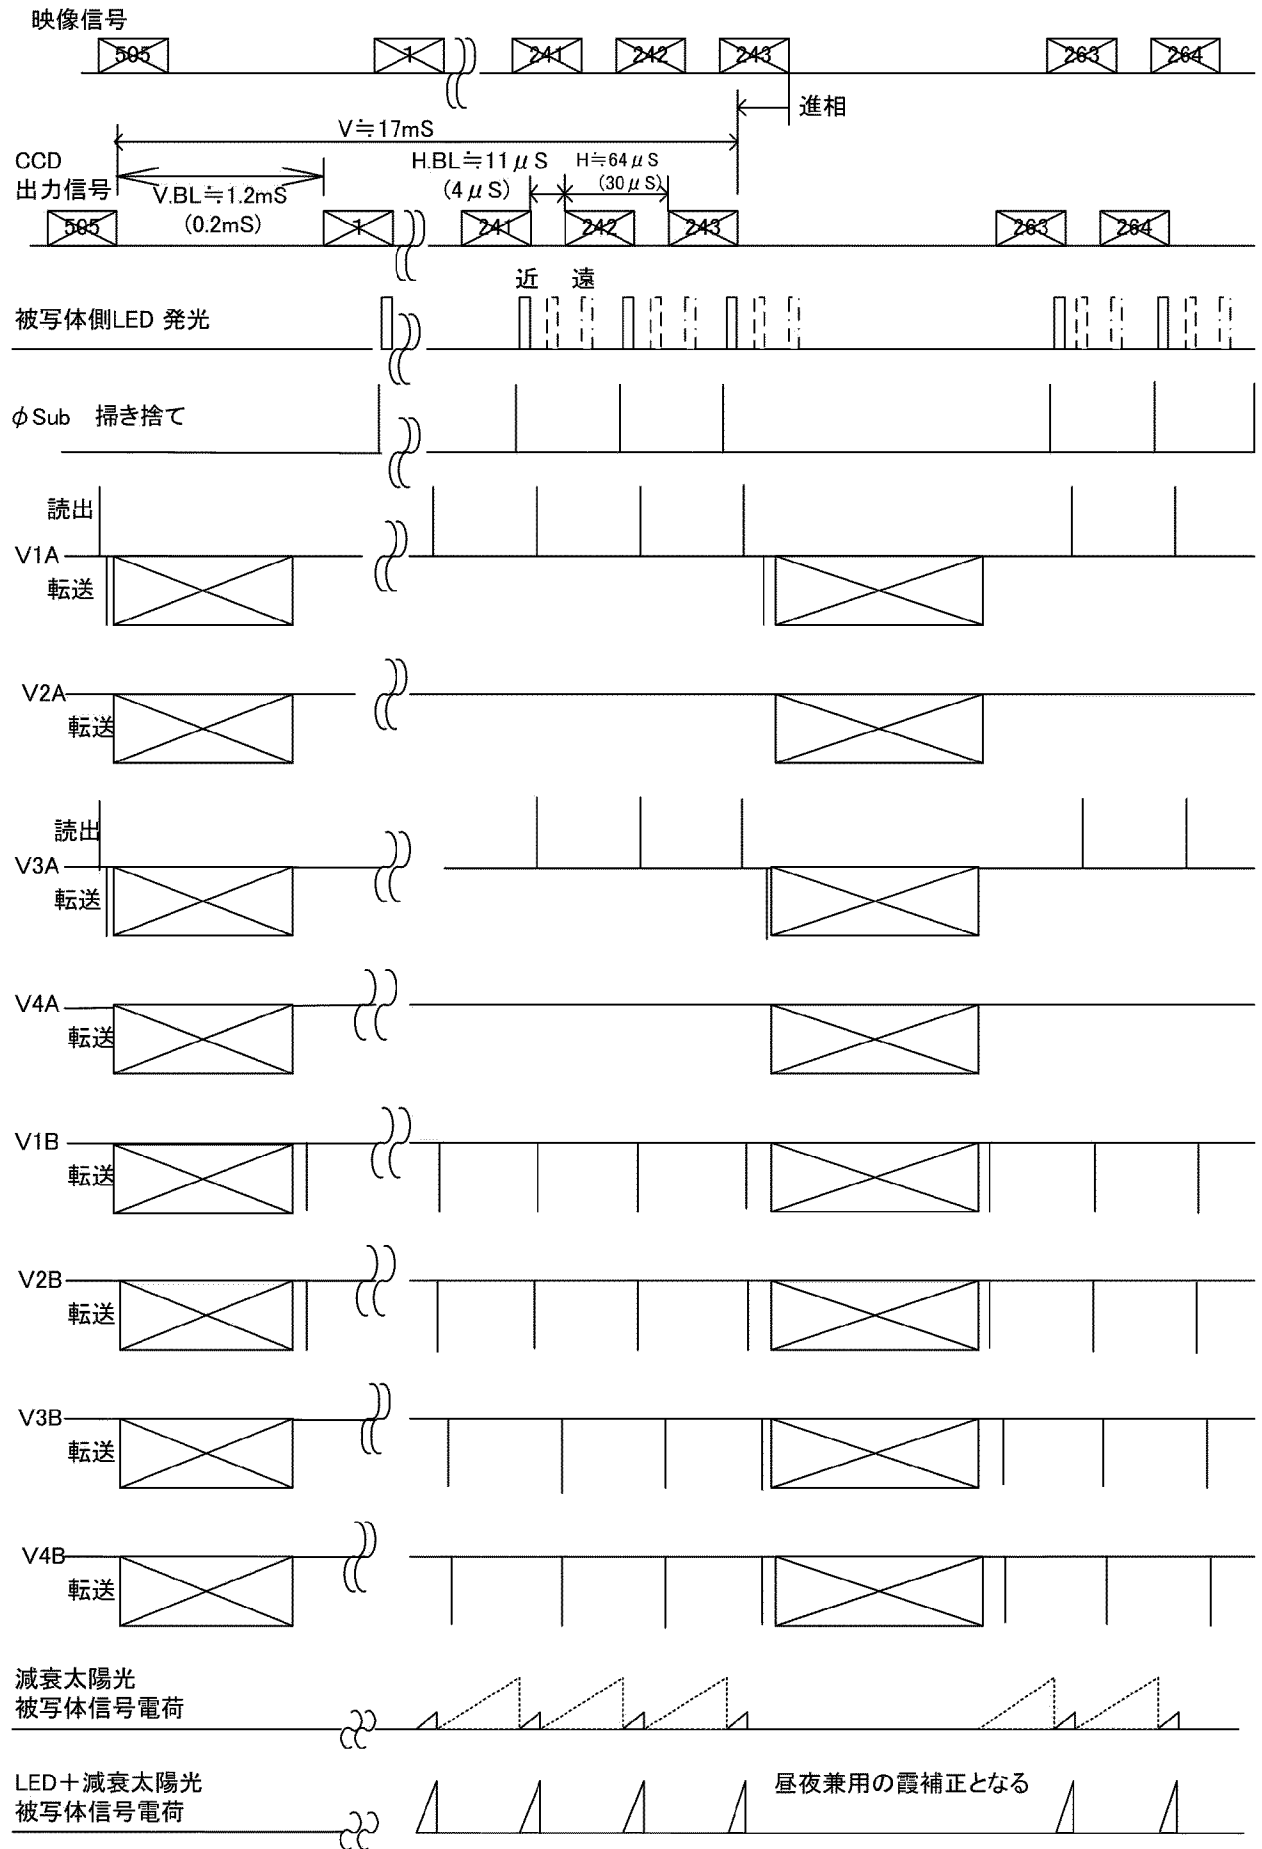 映像信号
505 1 241 242 243 263 264
進相
V≒17mS
CCD
出力信号
V.BL≒1.2mS
(0.2mS)
H.BL≒11μS
(4μS)
H≒64μS
(30μS)
505 1 241 242 243 263 264
近 遠
被写体側LED 発光
φSub 掃き捨て
読出
V1A
転送
V2A
転送
読出
V3A
転送
V4A
転送
V1B
転送
V2B
転送
V3B
転送
V4B
転送
減衰太陽光
被写体信号電荷
LED+減衰太陽光
被写体信号電荷
昼夜兼用の霞補正となる